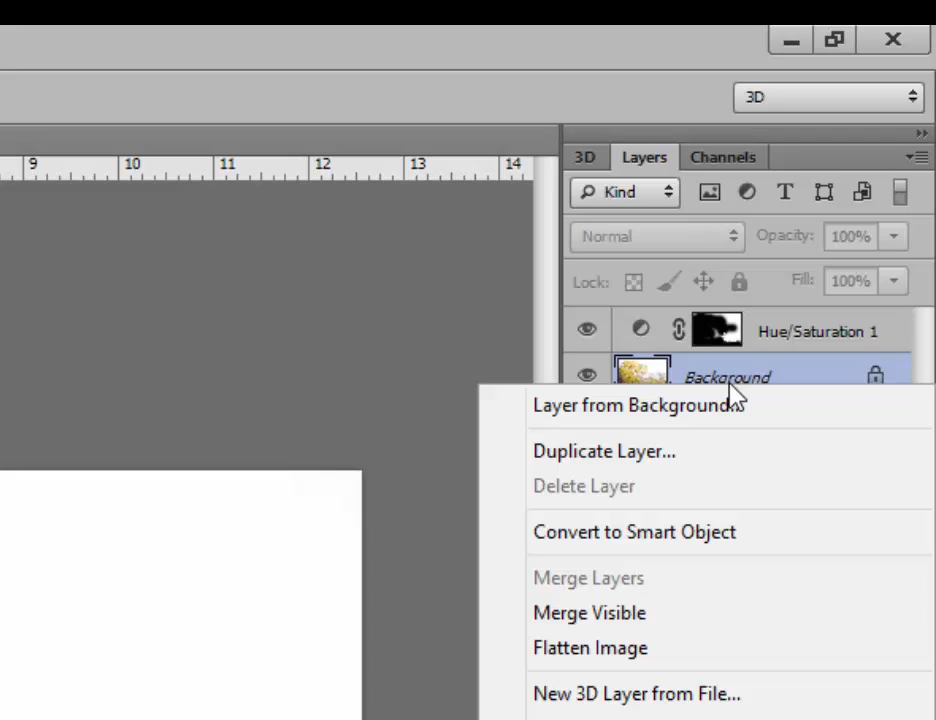 3D
9 10 11 12 13 14
3D Layers Channels
Kind T
Normal Opacity: 100%
Lock: Fill: 100%
Hue/Saturation 1
Background
Layer from Background...
Duplicate Layer...
Delete Layer
Convert to Smart Object
Merge Layers
Merge Visible
Flatten Image
New 3D Layer from File...